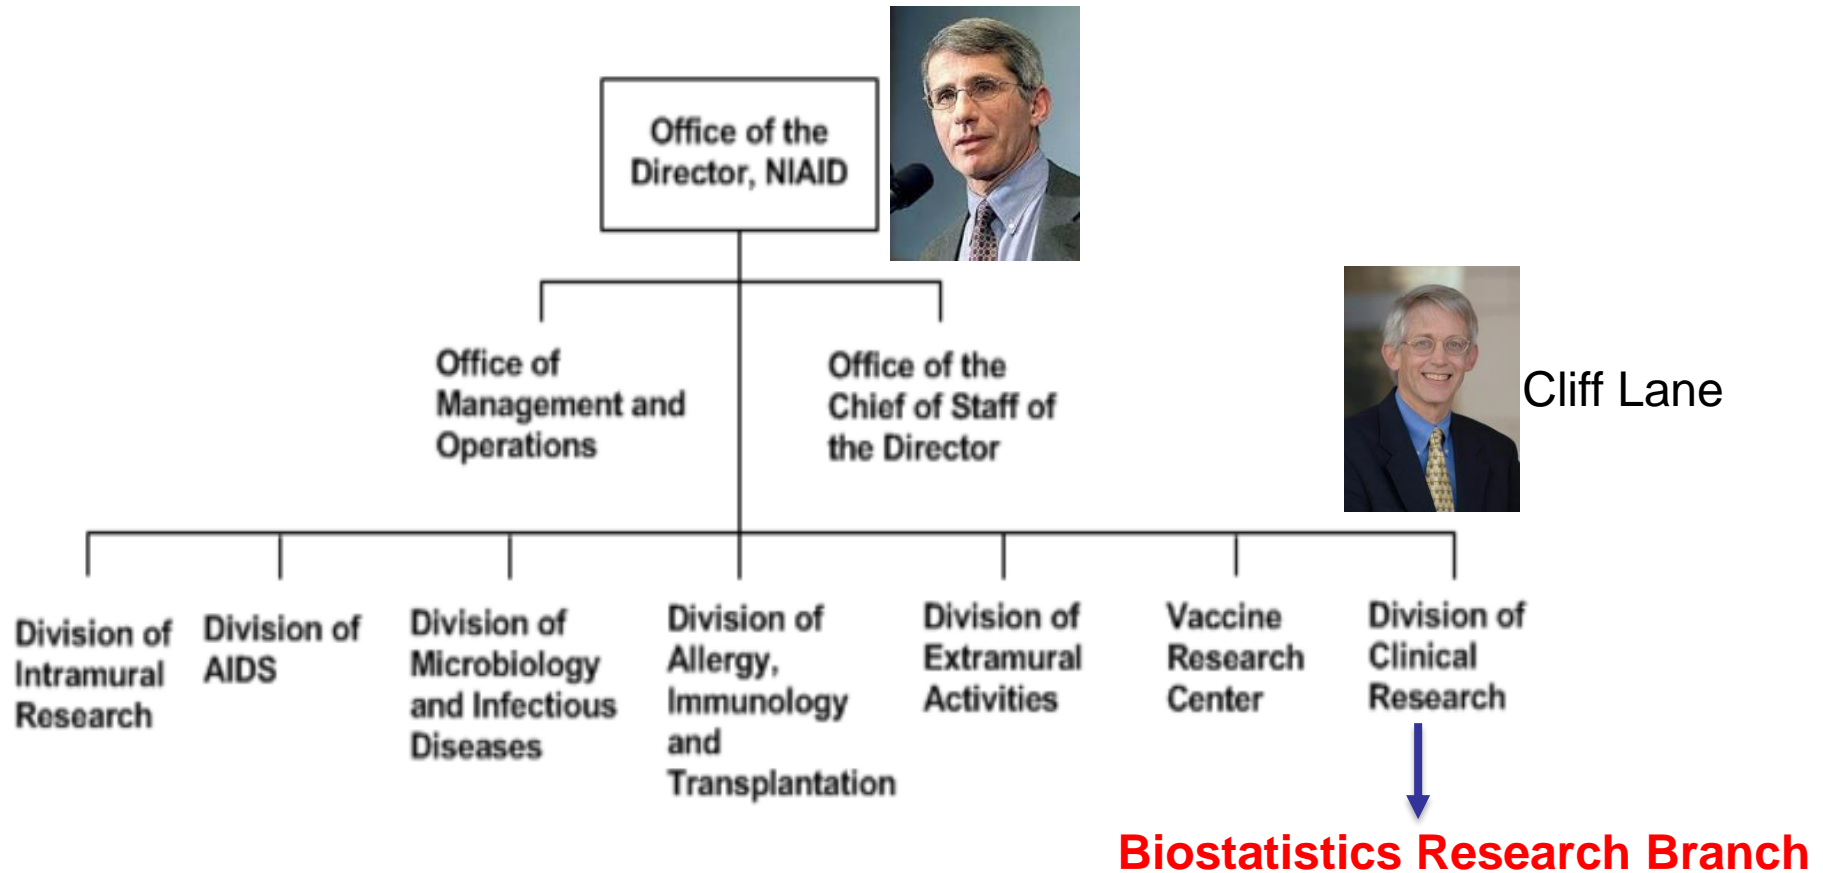 Office of the
Director, NIAID
Office of
Management and
Operations
Office of the
Chief of Staff of
the Director
Cliff Lane
Division of
Intramural
Research
Division of
AIDS
Division of
Microbiology
and Infectious
Diseases
Division of
Allergy,
Immunology
and
Transplantation
Division of
Extramural
Activities
Vaccine
Research
Center
Division of
Clinical
Research
Biostatistics Research Branch